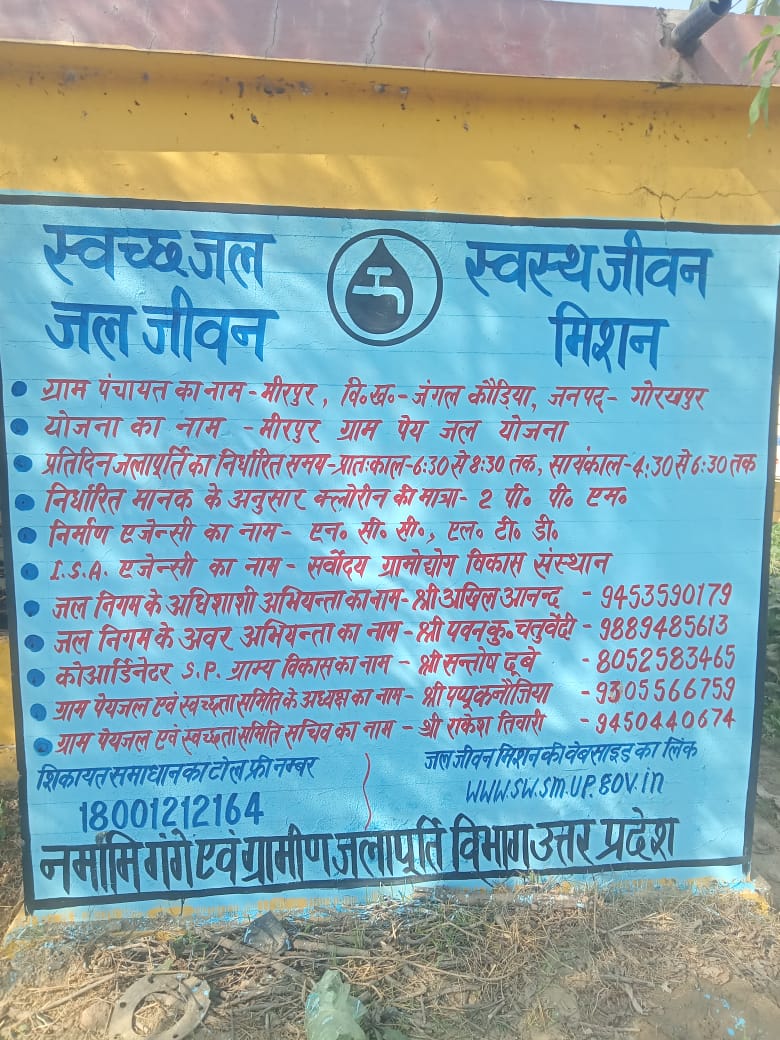 स्वच्छ जल स्वस्थ जीवन
जल जीवन मिशन
ग्राम पंचायत का नाम - मीरपुर, वि०ख०- जंगल कौड़िया, जनपद - गोरखपुर
योजना का नाम - मीरपुर ग्राम पेय जल योजना
प्रतिदिन जलापूर्ति का निर्धारित समय - प्रातःकाल - 6:30 से 8:30 तक, सायंकाल - 4:30 से 6:30 तक
निर्धारित मानक के अनुसार क्लोरीन की मात्रा - 2 पी० पी० एम०
निर्माण एजेन्सी का नाम - एन० सी० सी०, एल० टी० डी०
I.S.A. एजेन्सी का नाम - सर्वोदय ग्रामोद्योग विकास संस्थान
जल निगम के अधिशाशी अभियन्ता का नाम - श्री अखिल आनन्द - 9453590179
जल निगम के अवर अभियन्ता का नाम - श्री पवन कु० चतुर्वेदी - 9889485613
कोआर्डिनेटर S.P. ग्राम्य विकास का नाम - श्री सन्तोष दूबे - 8052583465
ग्राम पेयजल एवं स्वच्छता समिति के अध्यक्ष का नाम - श्री पप्पू कनौजिया - 9305566759
ग्राम पेयजल एवं स्वच्छता समिति सचिव का नाम - श्री राकेश तिवारी - 9450440674
शिकायत समाधान का टोल फ्री नम्बर
18001212164
जल जीवन मिशन की वेबसाइड का लिंक
www.sw.sm.up.gov.in
नमामि गंगे एवं ग्रामीण जलापूर्ति विभाग उत्तर प्रदेश